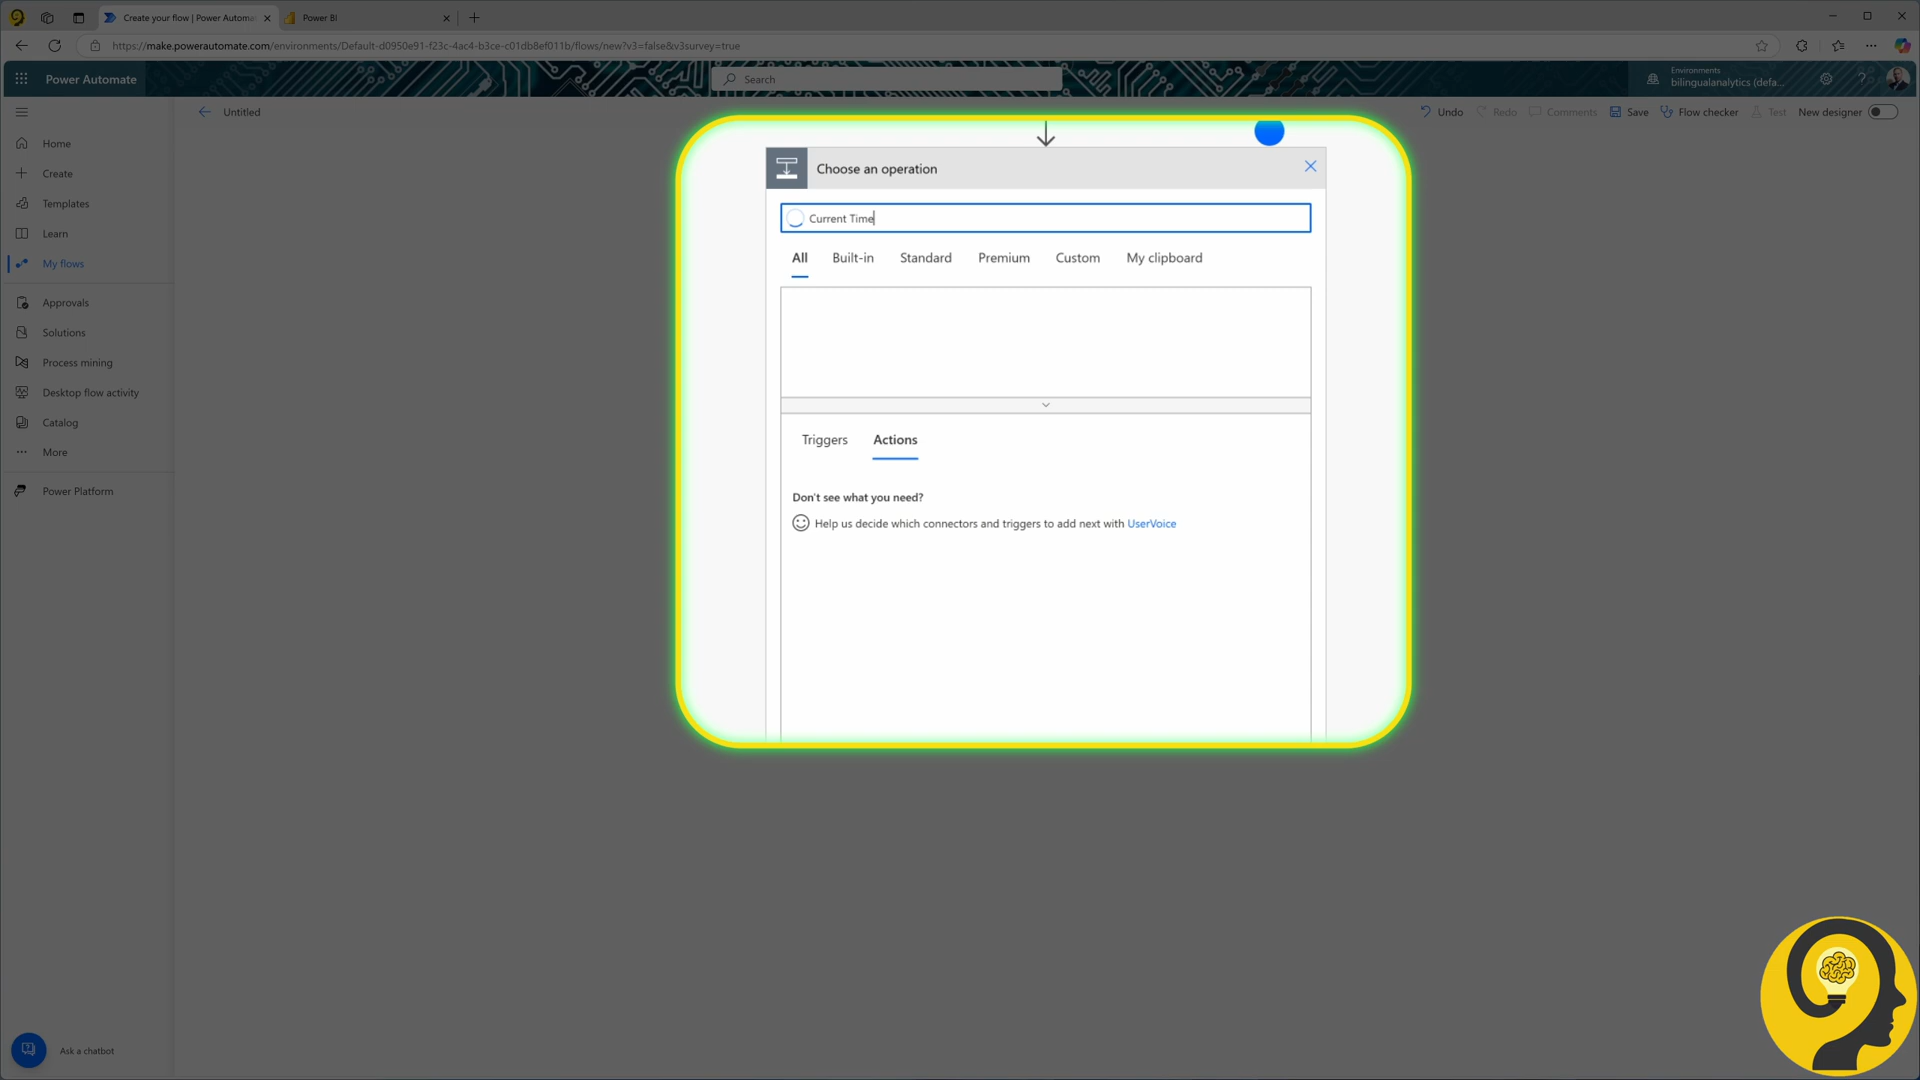 Create your flow | Power Automa
Power BI
https://make.powerautomate.com/environments/Default-d0950e91-f23c-4ac4-b3ce-c01db8ef011b/flows/new?v3=false&v3survey=true
Power Automate
Search
Environments
bilingualanalytics (defa...
Untitled
Undo
Redo
Comments
Save
Flow checker
Test
New designer
Home
Create
Templates
Learn
My flows
Approvals
Solutions
Process mining
Desktop flow activity
Catalog
More
Power Platform
Ask a chatbot
Choose an operation
Current Time
All Built-in Standard Premium Custom My clipboard
Triggers Actions
Don't see what you need?
Help us decide which connectors and triggers to add next with UserVoice